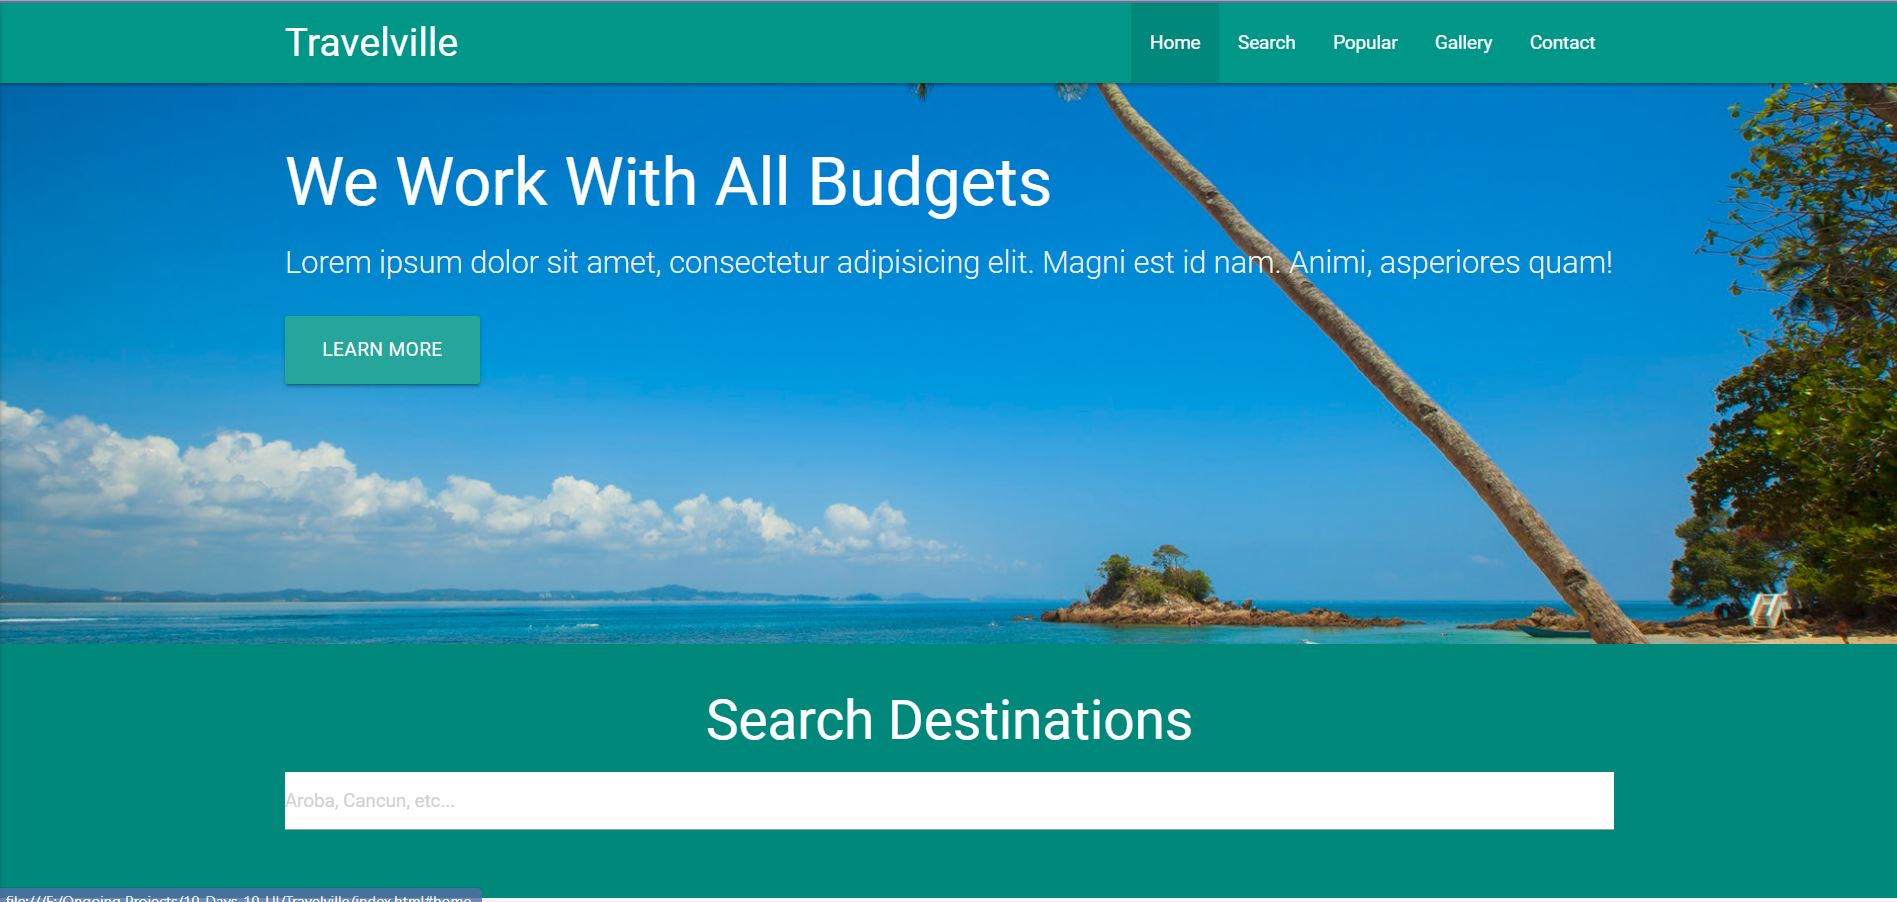 Travelville
Home Search Popular Gallery Contact
We Work With All Budgets
Lorem ipsum dolor sit amet, consectetur adipisicing elit. Magni est id nam. Animi, asperiores quam!
LEARN MORE
Search Destinations
Aroba, Cancun, etc...
file:///E:/Ongoing-Projects/10-Days-10-UI/Travelville/index.html#home